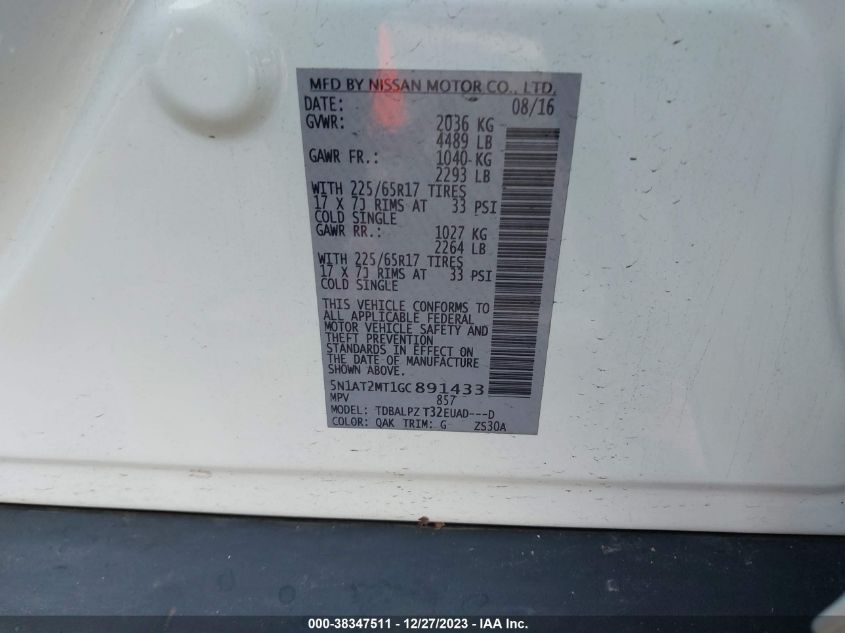 MFD BY NISSAN MOTOR CO., LTD.
DATE: 08/16
GVWR: 2036 KG
4489 LB
GAWR FR.: 1040 KG
2293 LB
WITH 225/65R17 TIRES
17 X 7J RIMS AT 33 PSI
COLD SINGLE
GAWR RR.: 1027 KG
2264 LB
WITH 225/65R17 TIRES
17 X 7J RIMS AT 33 PSI
COLD SINGLE
THIS VEHICLE CONFORMS TO
ALL APPLICABLE FEDERAL
MOTOR VEHICLE SAFETY AND
THEFT PREVENTION
STANDARDS IN EFFECT ON
THE DATE OF MANUFACTURE
SHOWN ABOVE.
5N1AT2MT1GC891433
MPV 857
MODEL: TDBALPZ T32EUAD---D
COLOR: QAK TRIM: G ZS30A
000-38347511 - 12/27/2023 - IAA Inc.